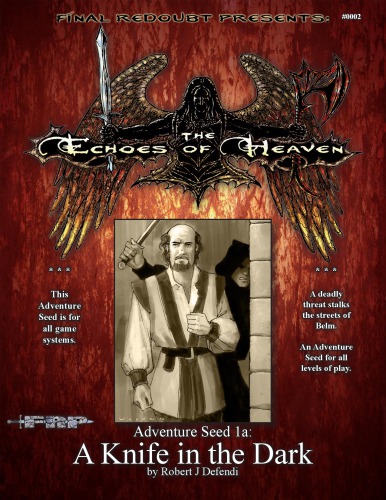 FINAL REDOUBT PRESENTS:
#0002
THE
ECHOES OF HEAVEN
* * *
This
Adventure
Seed is for
all game
systems.
* * *
A deadly
threat stalks
the streets of
Belm.
An Adventure
Seed for all
levels of play.
FRP
Adventure Seed 1a:
A Knife in the Dark
by Robert J Defendi